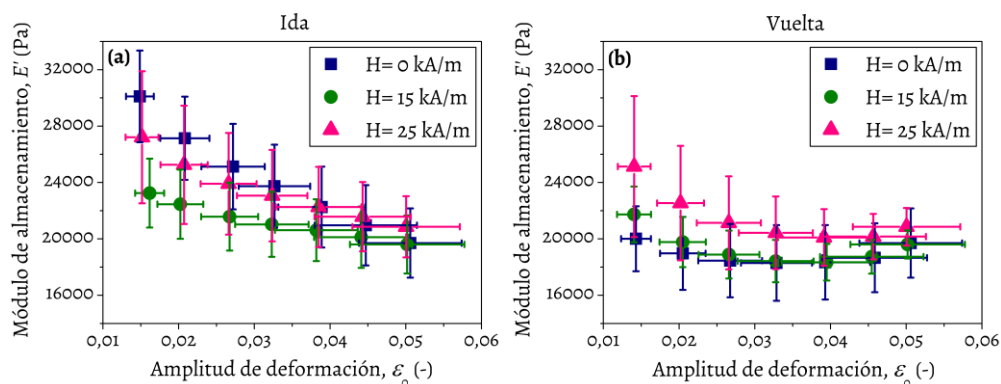 Ida
(a)
H= 0 kA/m
H= 15 kA/m
H= 25 kA/m
Módulo de almacenamiento, E' (Pa)
32000
28000
24000
20000
16000
0,01 0,02 0,03 0,04 0,05 0,06
Amplitud de deformación, εₒ (-)
Vuelta
(b)
H= 0 kA/m
H= 15 kA/m
H= 25 kA/m
Módulo de almacenamiento, E' (Pa)
32000
28000
24000
20000
16000
0,01 0,02 0,03 0,04 0,05 0,06
Amplitud de deformación, εₒ (-)